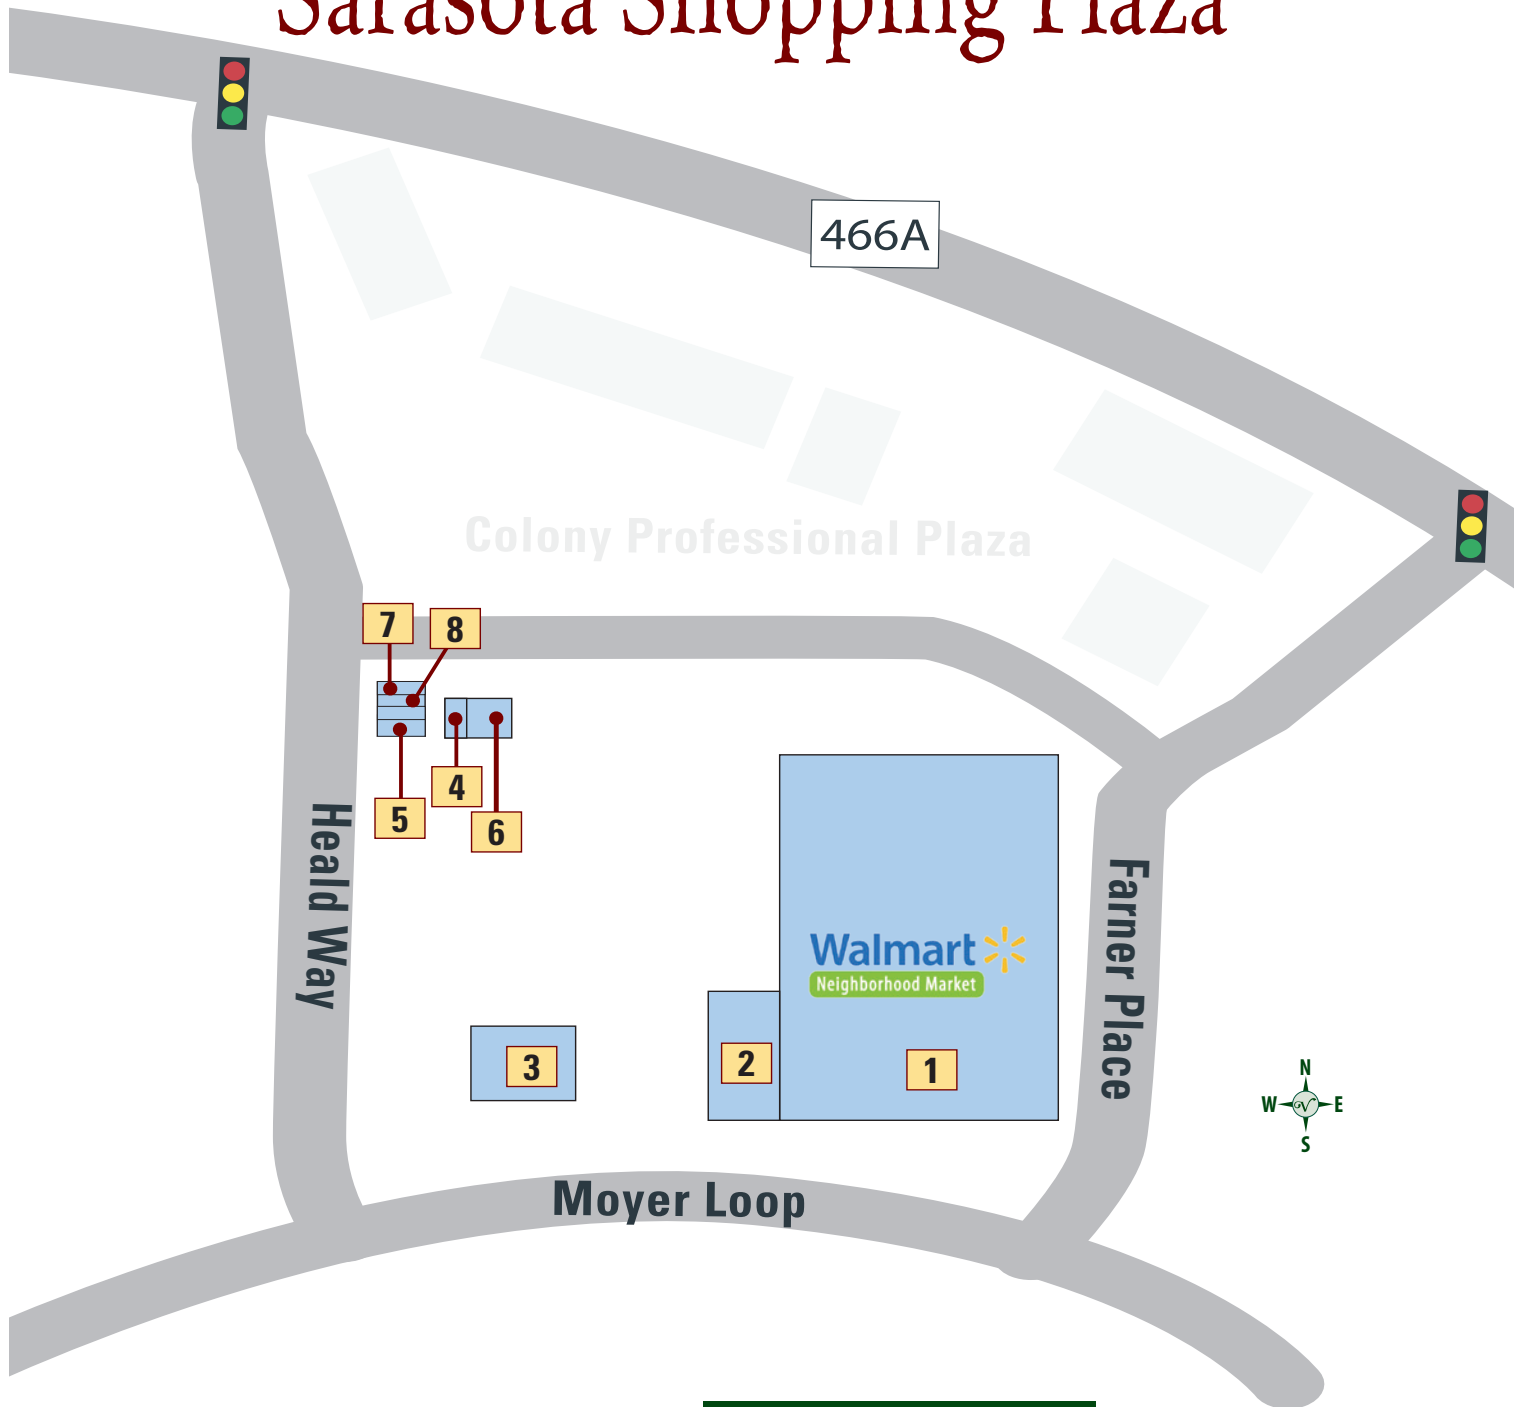 Sarasota Shopping Plaza
466A
Colony Professional Plaza
7
8
4
5
6
Heald Way
Walmart
Neighborhood Market
Farner Place
3
2
1
N
W E
S
Moyer Loop